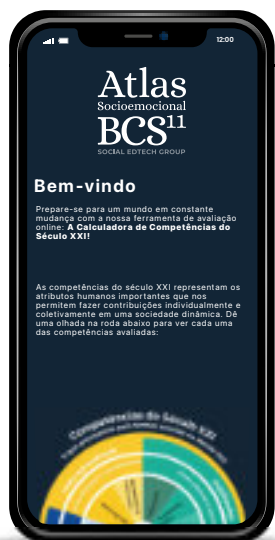 12:00
Atlas
Socioemocional
BCS11
SOCIAL EDTECH GROUP
Bem-vindo
Prepare-se para um mundo em constante
mudança com a nossa ferramenta de avaliação
online: A Calculadora de Competências do
Século XXI!
As competências do século XXI representam os
atributos humanos importantes que nos
permitem fazer contribuições individualmente e
coletivamente em uma sociedade dinâmica. Dê
uma olhada na roda abaixo para ver cada uma
das competências avaliadas:
Competências do Século XXI